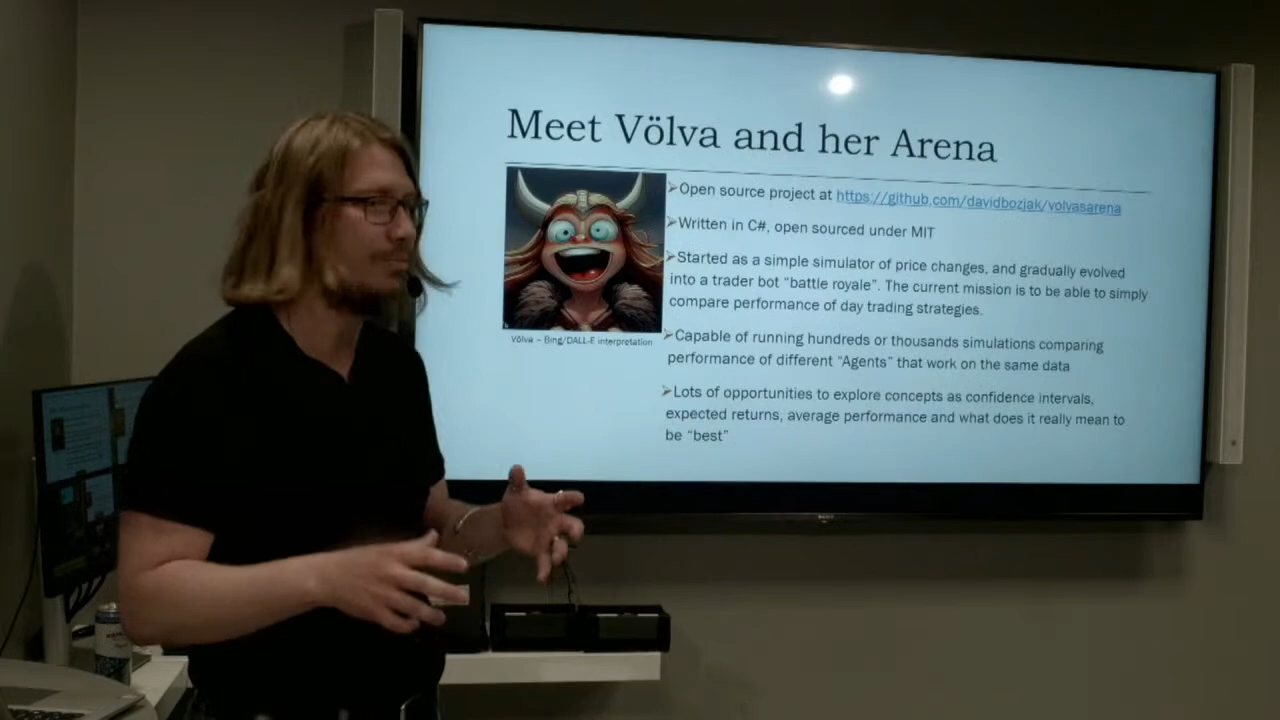 Meet Völva and her Arena
Open source project at https://github.com/davidbozjak/volvasarena
Written in C#, open sourced under MIT
Started as a simple simulator of price changes, and gradually evolved
into a trader bot “battle royale”. The current mission is to be able to simply
compare performance of day trading strategies.
Capable of running hundreds or thousands simulations comparing
performance of different “Agents” that work on the same data
Lots of opportunities to explore concepts as confidence intervals,
expected returns, average performance and what does it really mean to
be “best”
Völva – Bing/DALL-E interpretation